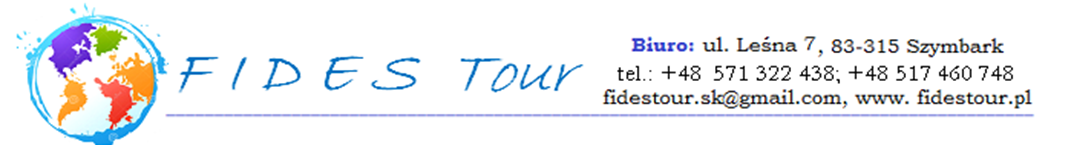 FIDES Tour
Biuro: ul. Leśna 7, 83-315 Szymbark
tel.: +48 571 322 438; +48 517 460 748
fidestour.sk@gmail.com, www. fidestour.pl